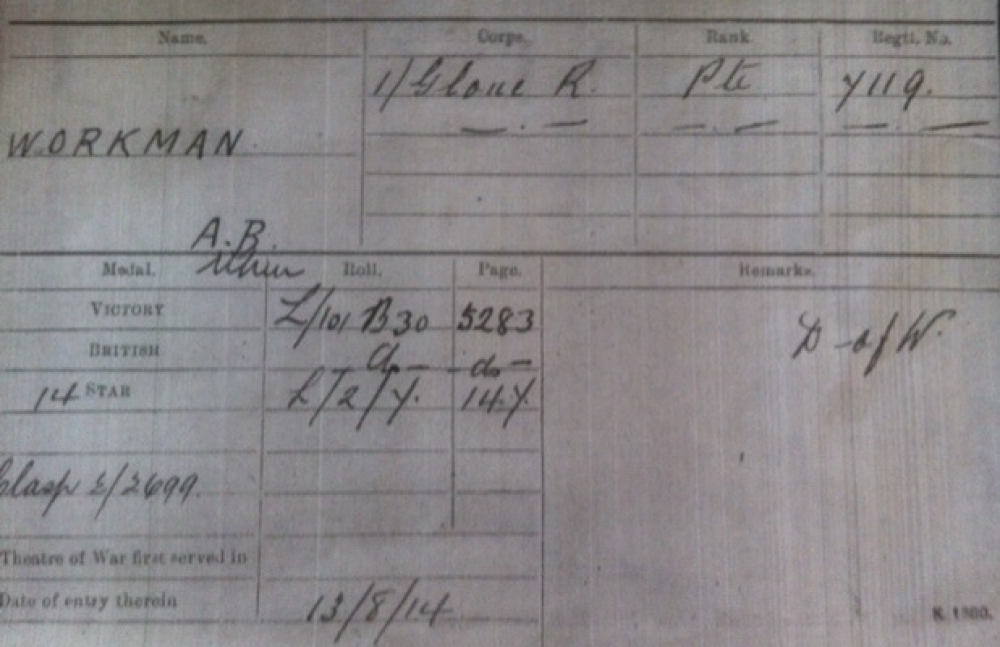 Name. Corps. Rank Regtl. No.
1/Glouc R. Pte 7119.
WORKMAN
— . — — . — — . —
A.B.
Medal. Roll. Page. Remarks.
VICTORY L/101 B30 5283 D of W.
BRITISH do— do—
14 STAR L/2/7. 147
Clasp E/2699.
Theatre of War first served in
Date of entry therein 13/8/14
K. 1380.